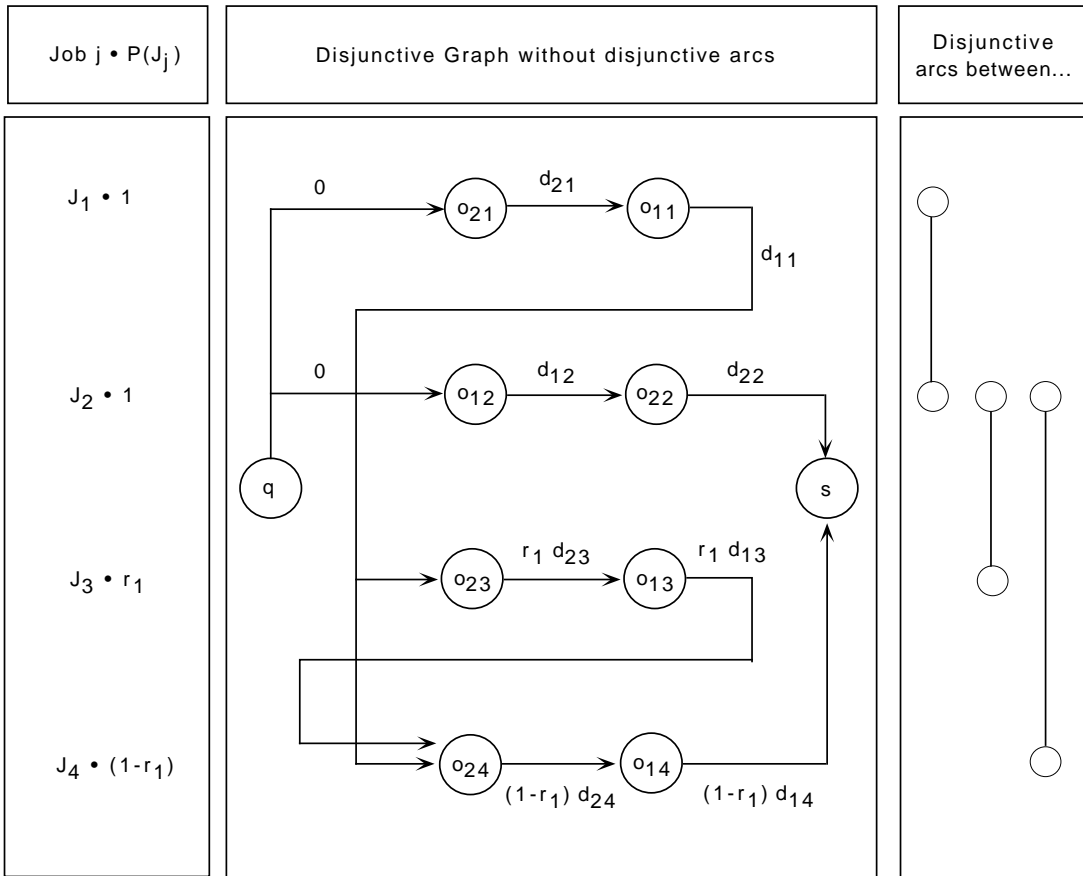 Job j • P(J_j)
Disjunctive Graph without disjunctive arcs
Disjunctive
arcs between...
J_1 • 1
0
o_21
d_21
o_11
d_11
J_2 • 1
0
o_12
d_12
o_22
d_22
q
s
J_3 • r_1
o_23
r_1 d_23
o_13
r_1 d_13
J_4 • (1-r_1)
o_24
(1-r_1) d_24
o_14
(1-r_1) d_14